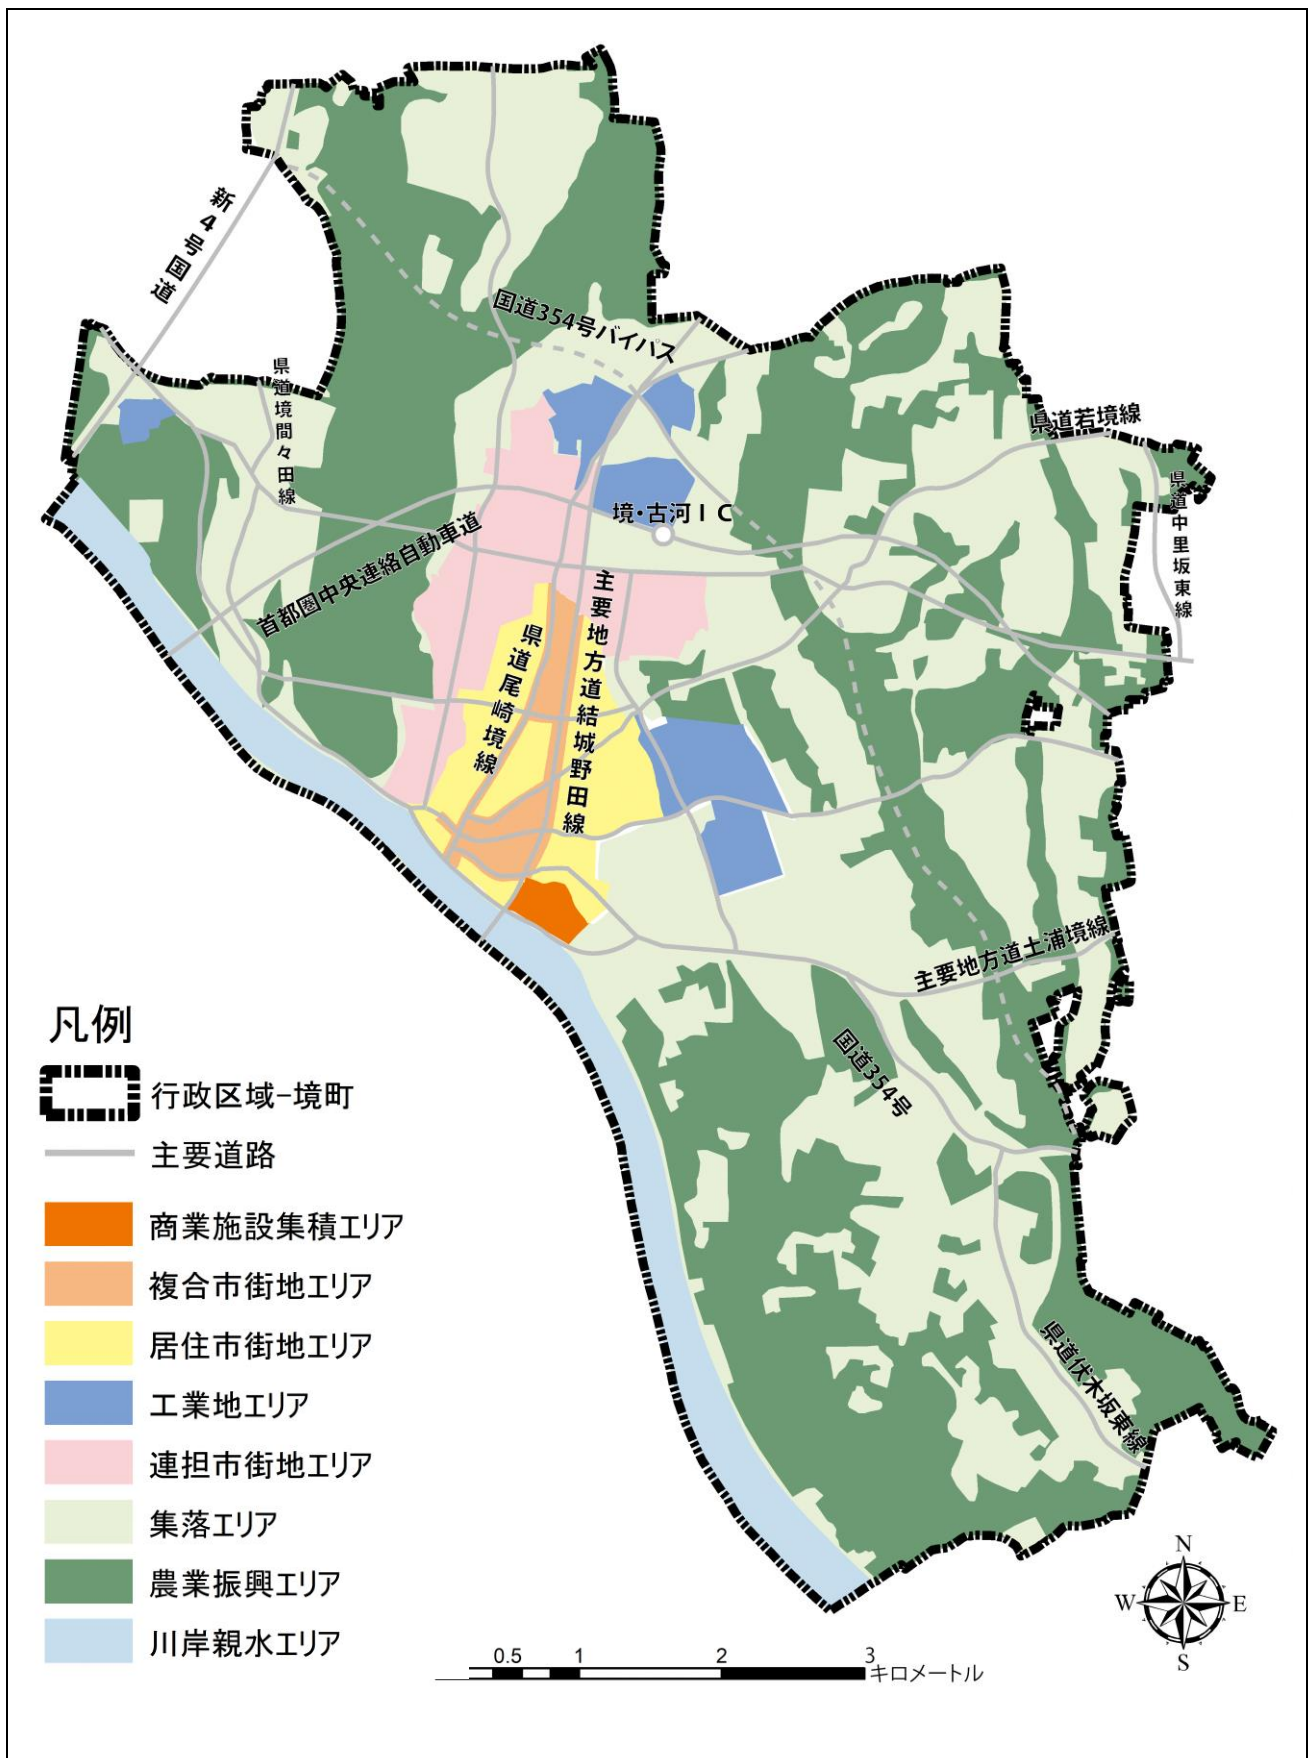 新４号国道
国道354号バイパス
県道境間々田線
県道若境線
県道中里坂東線
境・古河ＩＣ
首都圏中央連絡自動車道
主要地方道結城野田線
県道尾崎境線
主要地方道土浦境線
国道354号
県道伏木坂東線
凡例
行政区域-境町
主要道路
商業施設集積エリア
複合市街地エリア
居住市街地エリア
工業地エリア
連担市街地エリア
集落エリア
農業振興エリア
川岸親水エリア
N
W E
S
0.5 1 2 3
キロメートル